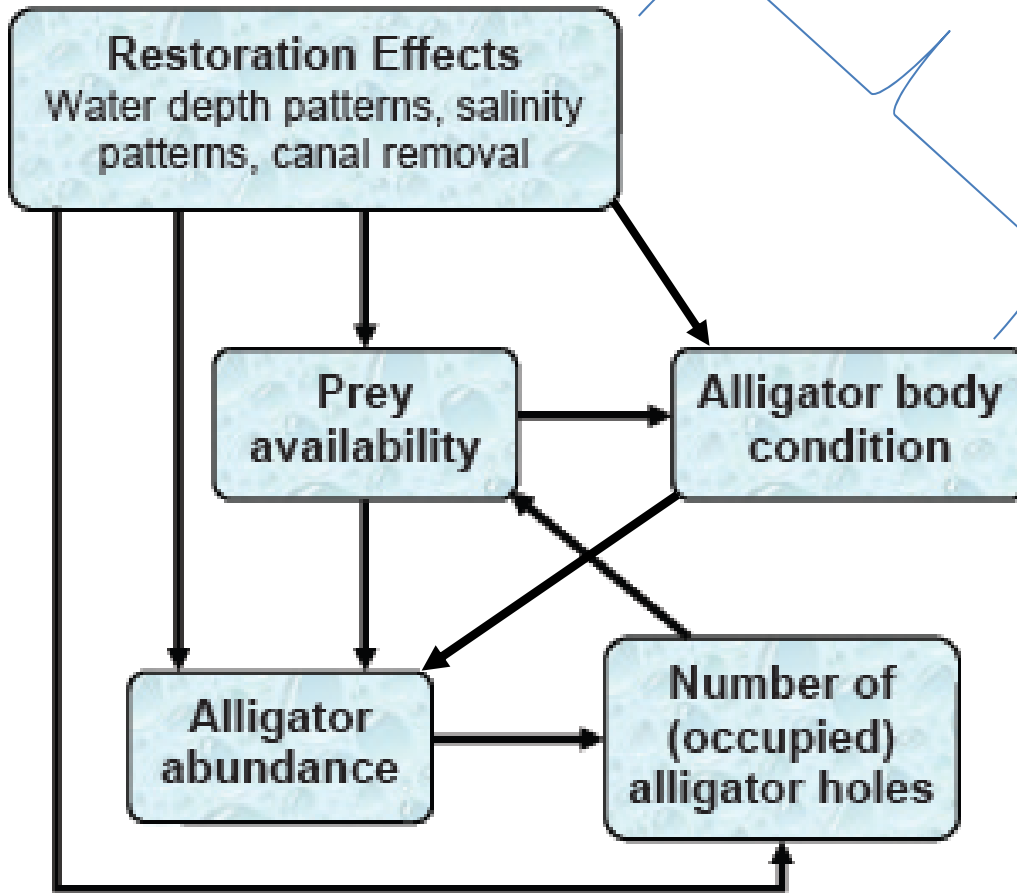 Restoration Effects
Water depth patterns, salinity
patterns, canal removal
Prey
availability
Alligator body
condition
Alligator
abundance
Number of
(occupied)
alligator holes